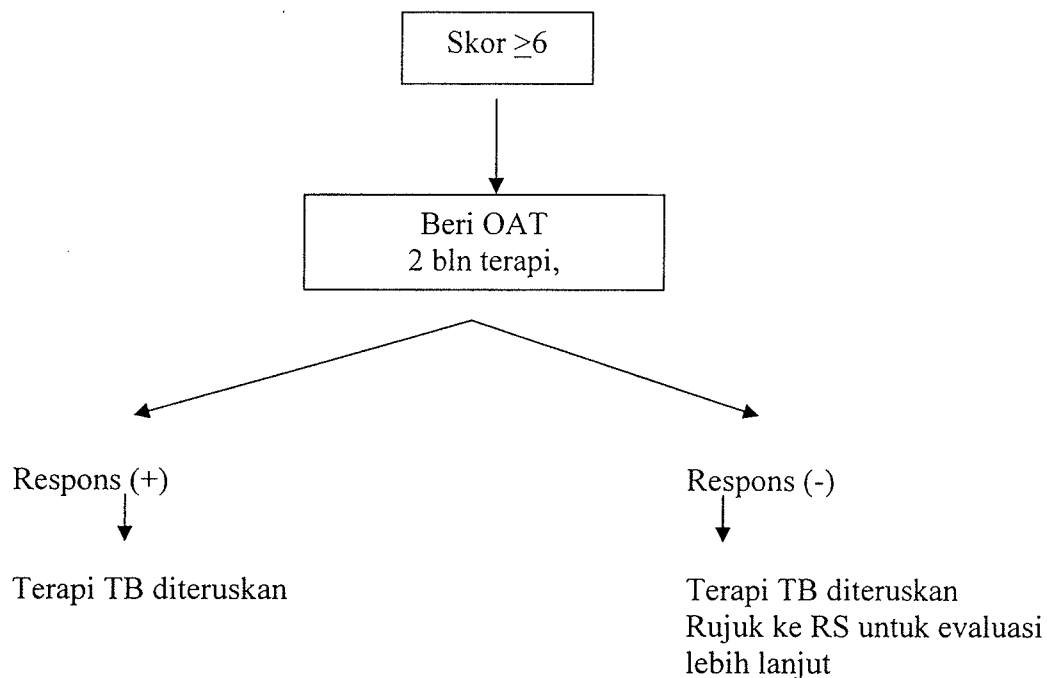 Skor ≥6
Beri OAT
2 bln terapi,
Respons (+)
Respons (-)
Terapi TB diteruskan
Terapi TB diteruskan
Rujuk ke RS untuk evaluasi
lebih lanjut